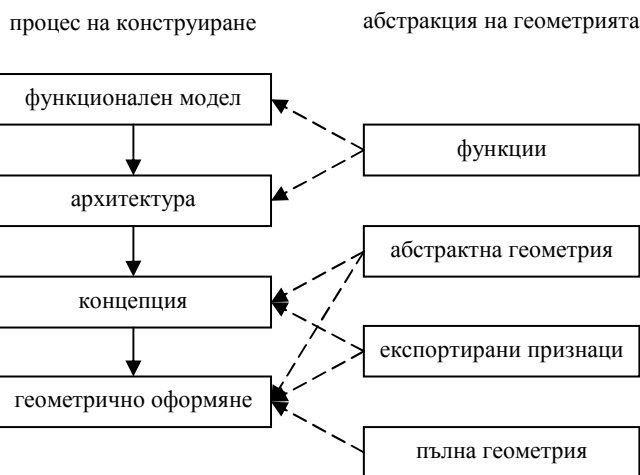 процес на конструиране
абстракция на геометрията
функционален модел
функции
архитектура
абстрактна геометрия
концепция
експортирани признаци
геометрично оформяне
пълна геометрия